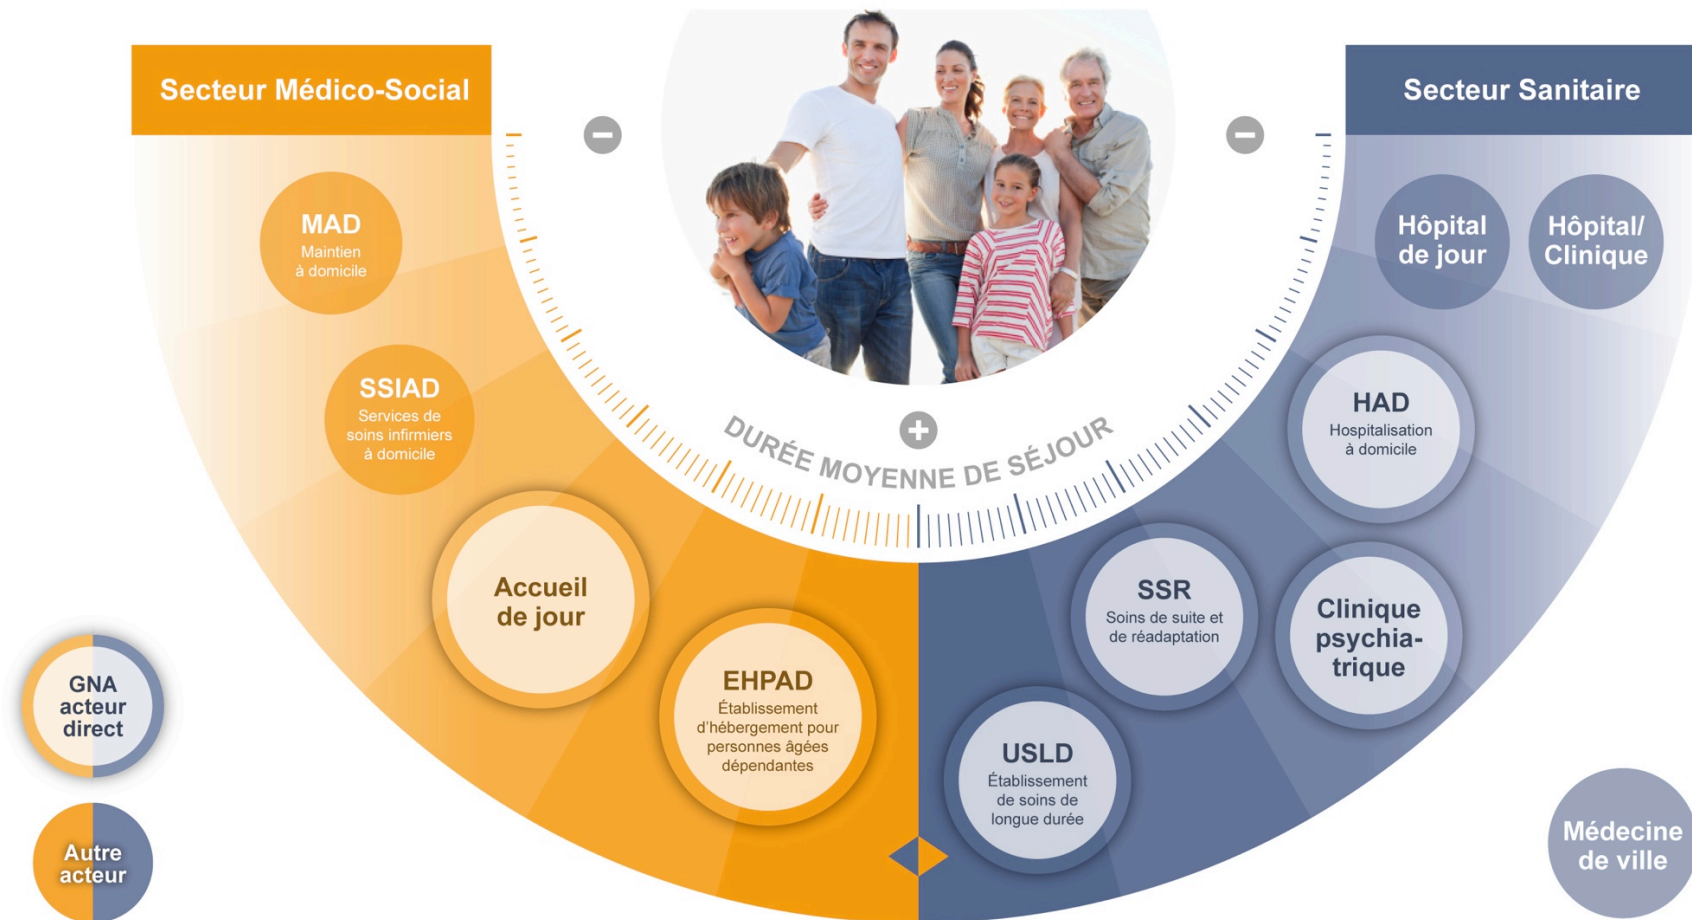 Secteur Médico-Social
Secteur Sanitaire
MAD
Maintien
à domicile
SSIAD
Services de
soins infirmiers
à domicile
Accueil
de jour
EHPAD
Établissement
d'hébergement pour
personnes âgées
dépendantes
DURÉE MOYENNE DE SÉJOUR
Hôpital
de jour
Hôpital/
Clinique
HAD
Hospitalisation
à domicile
SSR
Soins de suite et
de réadaptation
Clinique
psychia-
trique
USLD
Établissement
de soins de
longue durée
GNA
acteur
direct
Autre
acteur
Médecine
de ville